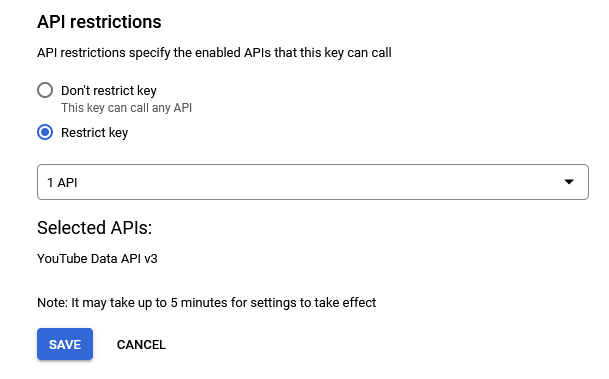 API restrictions
API restrictions specify the enabled APIs that this key can call
Don't restrict key
This key can call any API
Restrict key
1 API
Selected APIs:
YouTube Data API v3
Note: It may take up to 5 minutes for settings to take effect
SAVE CANCEL